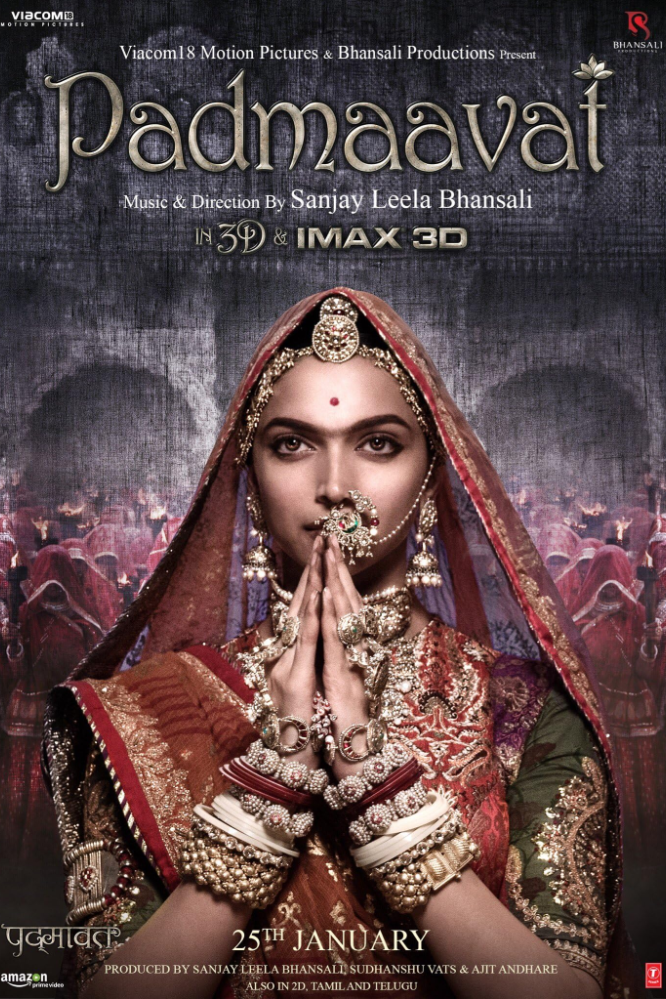 VIACOM18
MOTION PICTURES
BHANSALI
PRODUCTIONS
Viacom18 Motion Pictures & Bhansali Productions Present
Padmaavat
Music & Direction By Sanjay Leela Bhansali
IN 3D & IMAX 3D
पद्मावत
25TH JANUARY
PRODUCED BY SANJAY LEELA BHANSALI, SUDHANSHU VATS & AJIT ANDHARE
ALSO IN 2D, TAMIL AND TELUGU
amazon
prime video
T